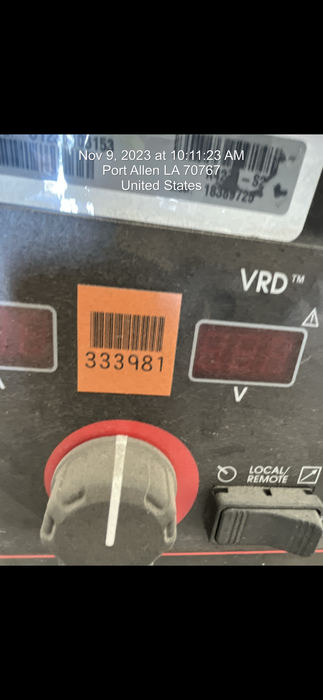 Nov 9, 2023 at 10:11:23 AM
Port Allen LA 70767
United States
VRD™
333981
V
LOCAL/
REMOTE